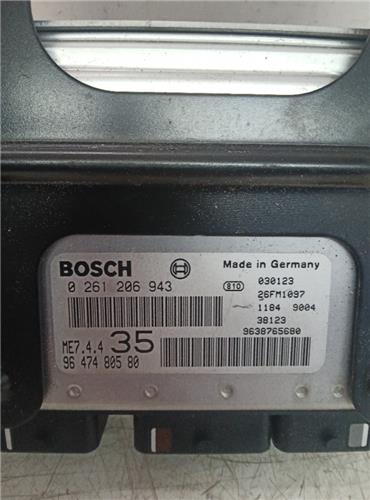 BOSCH
Made in Germany
0 261 206 943
810
030123
26FM1097
1184 9004
38123
9638765680
ME7.4.4 35
96 474 805 80